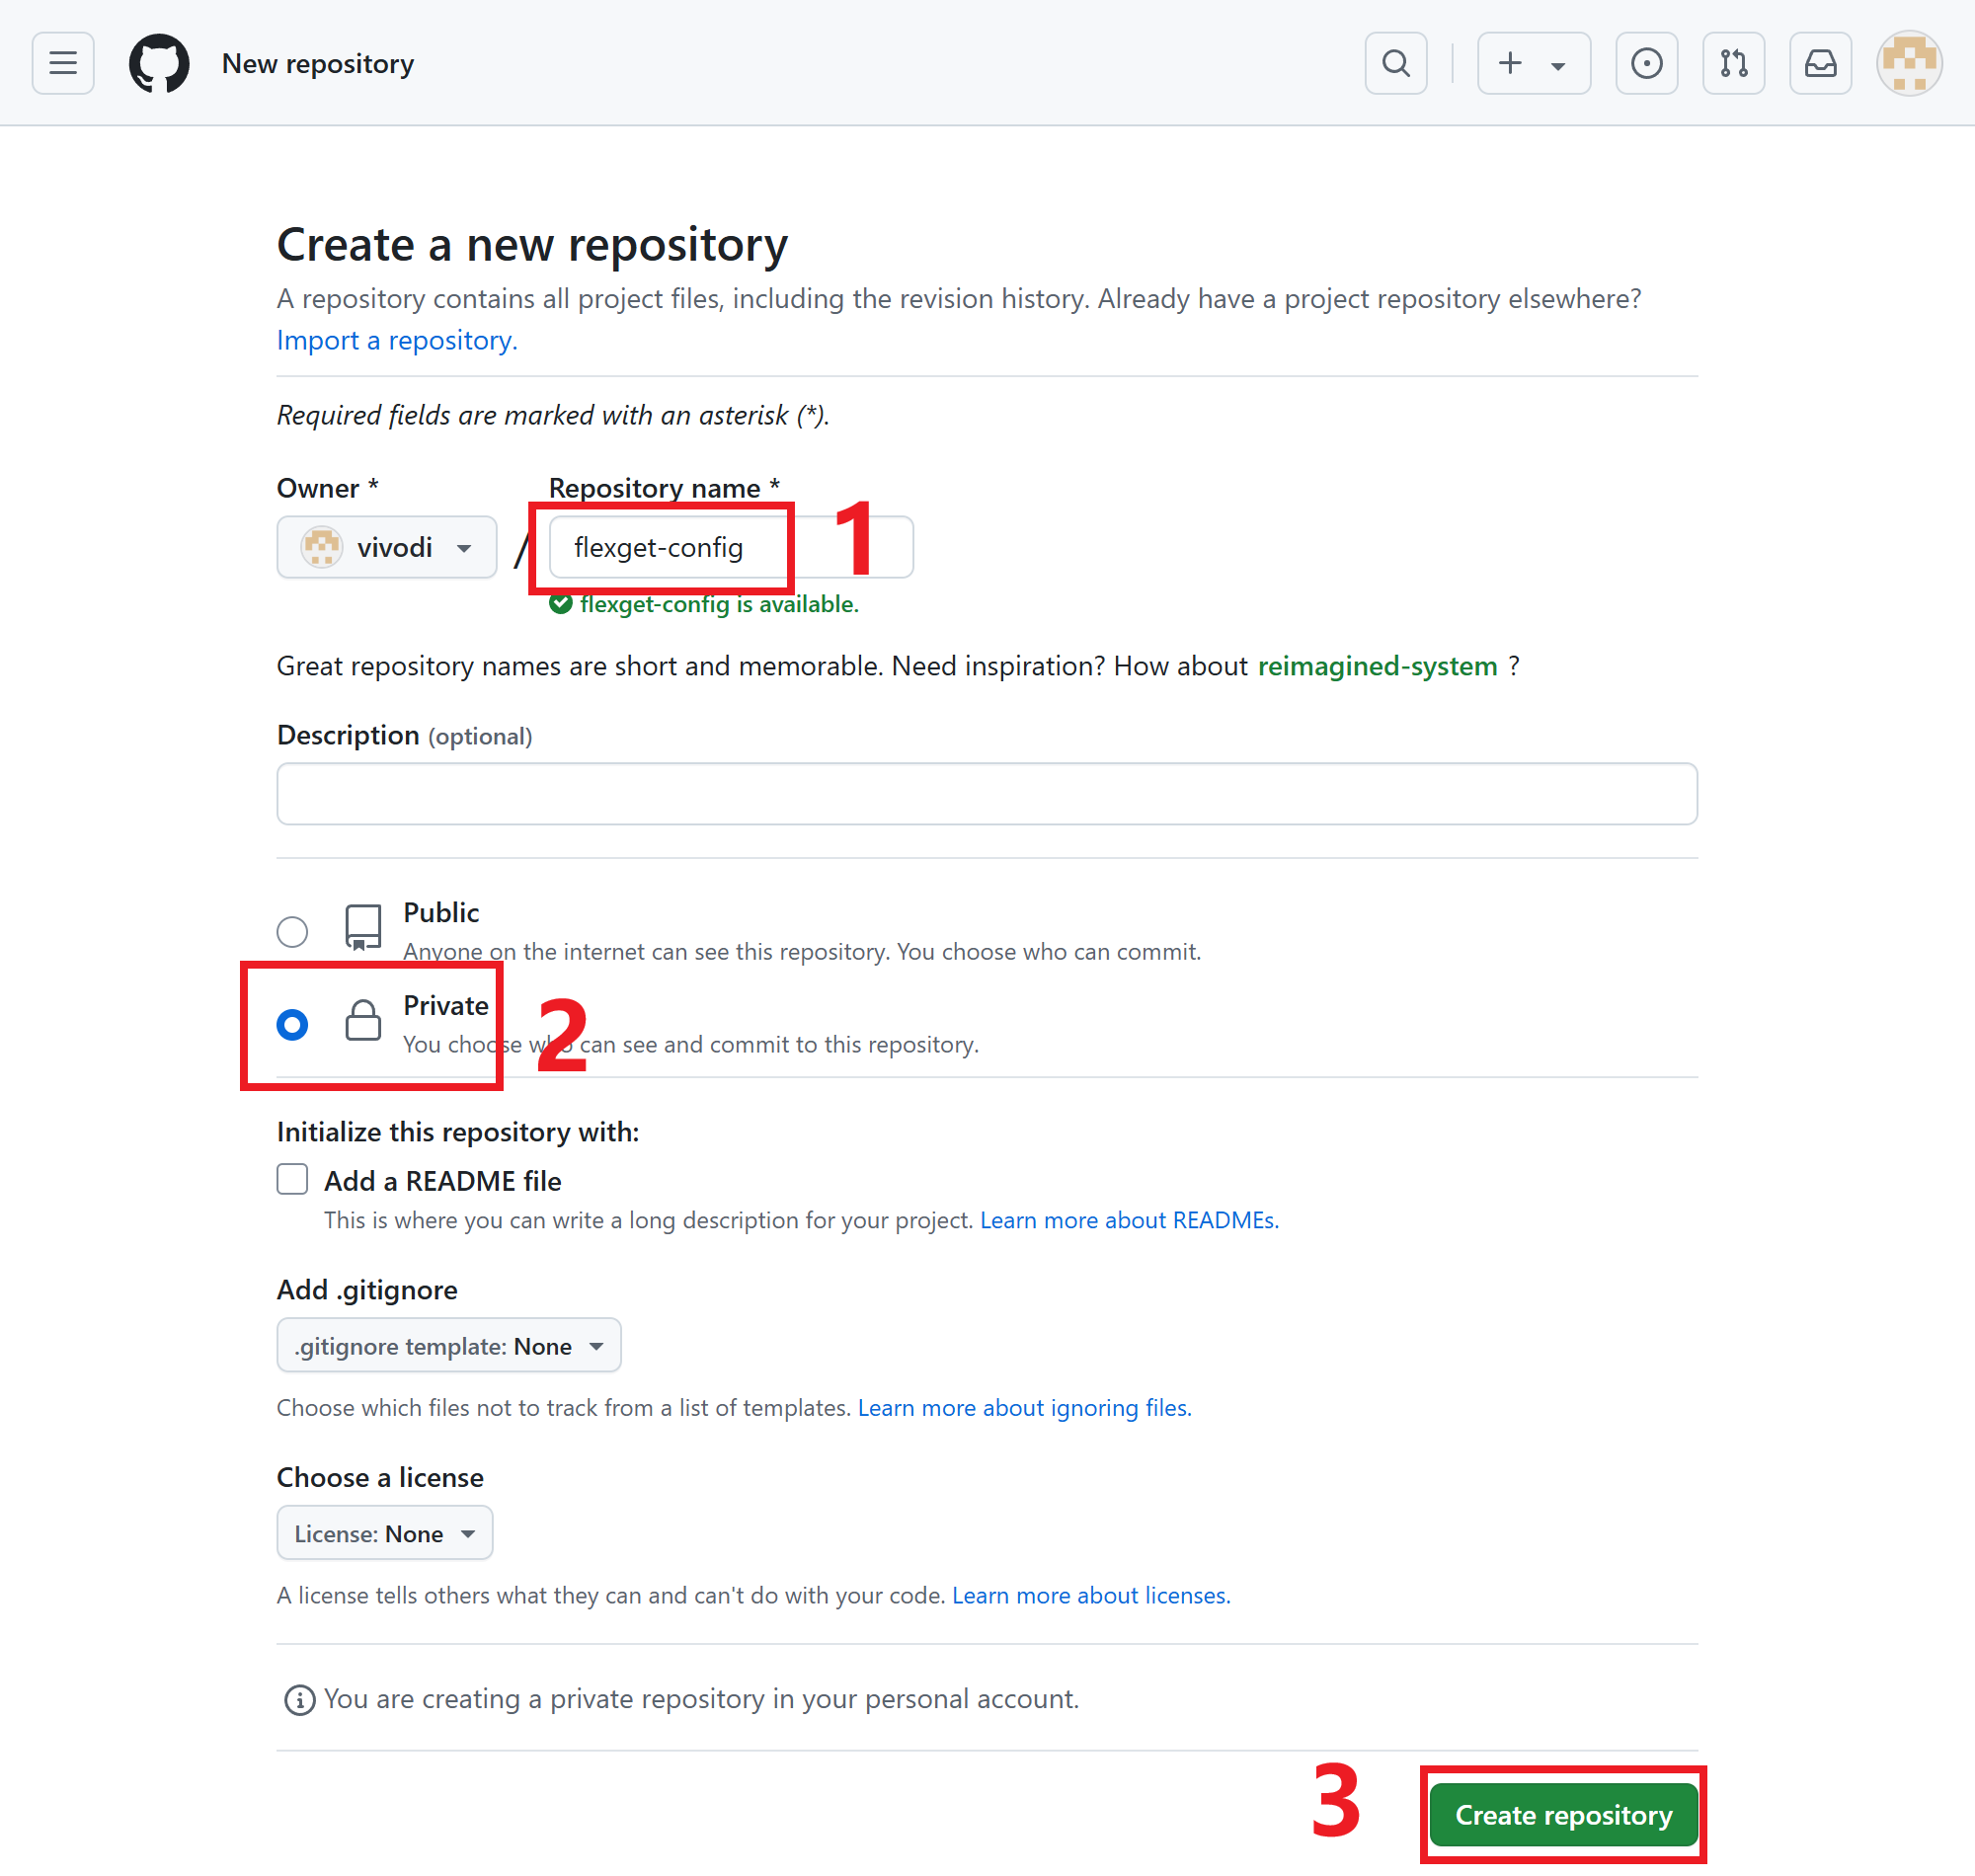 New repository
Create a new repository
A repository contains all project files, including the revision history. Already have a project repository elsewhere?
Import a repository.
Required fields are marked with an asterisk (*).
Owner * Repository name *
vivodi / flexget-config 1
flexget-config is available.
Great repository names are short and memorable. Need inspiration? How about reimagined-system ?
Description (optional)
Public
Anyone on the internet can see this repository. You choose who can commit.
Private
2
You choose who can see and commit to this repository.
Initialize this repository with:
Add a README file
This is where you can write a long description for your project. Learn more about READMEs.
Add .gitignore
.gitignore template: None
Choose which files not to track from a list of templates. Learn more about ignoring files.
Choose a license
License: None
A license tells others what they can and can't do with your code. Learn more about licenses.
You are creating a private repository in your personal account.
3 Create repository